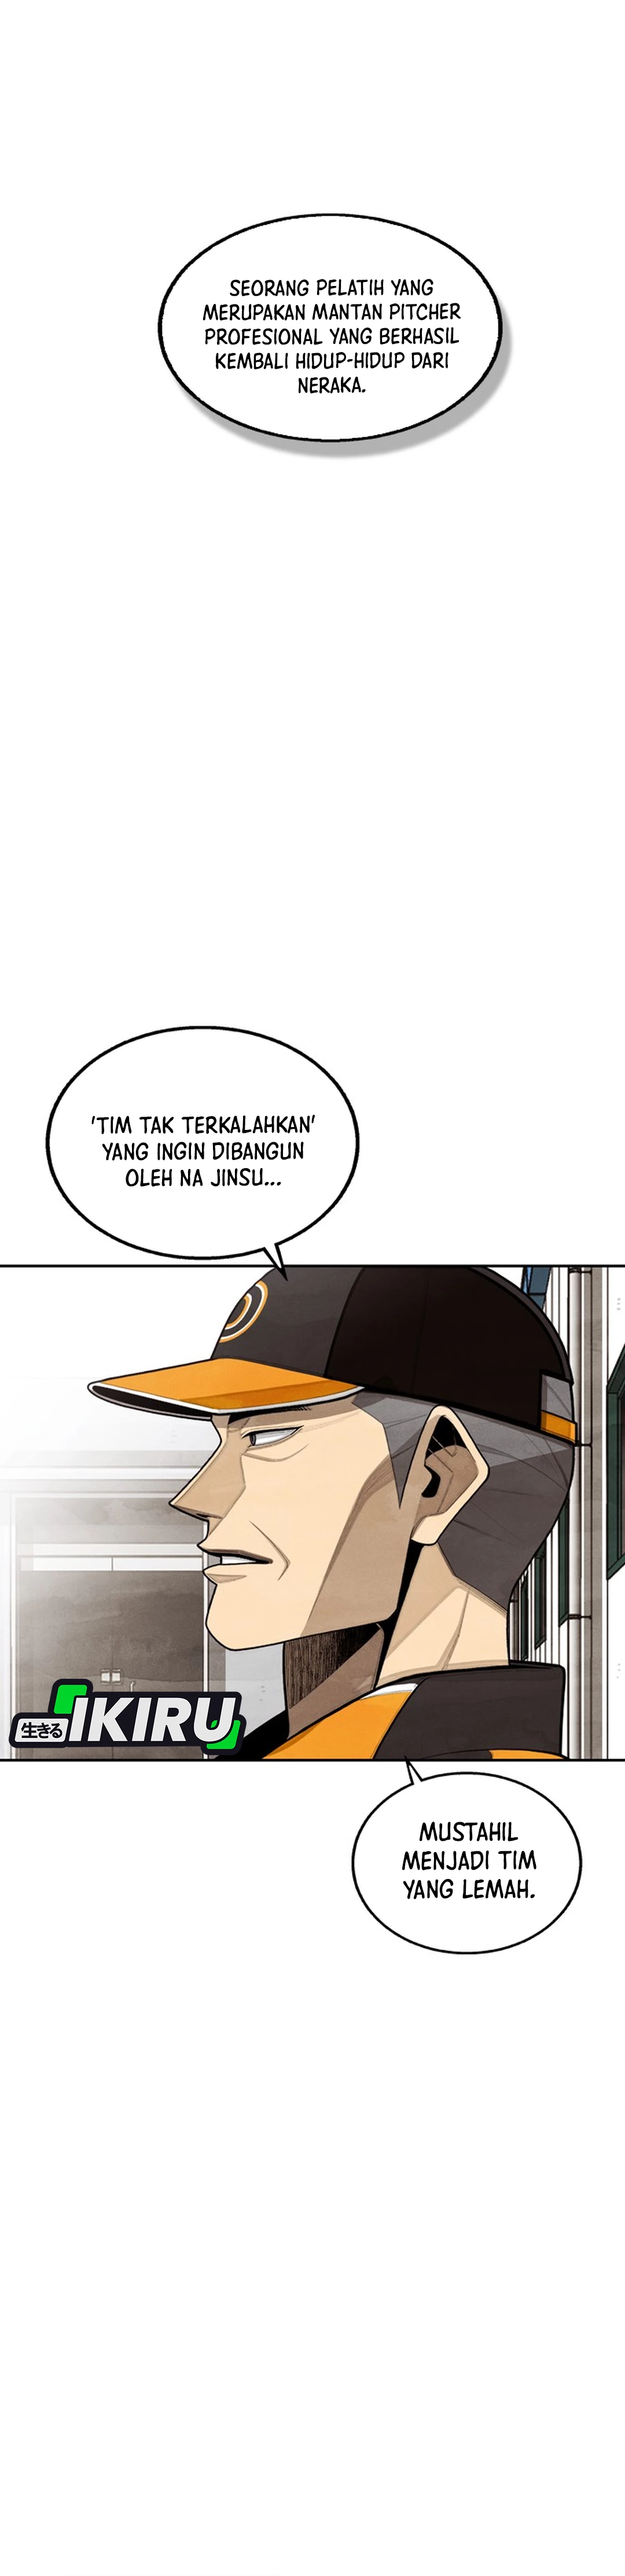 SEORANG PELATIH YANG
MERUPAKAN MANTAN PITCHER
PROFESIONAL YANG BERHASIL
KEMBALI HIDUP-HIDUP DARI
NERAKA.
'TIM TAK TERKALAHKAN'
YANG INGIN DIBANGUN
OLEH NA JINSU...
生きる IKIRU
MUSTAHIL
MENJADI TIM
YANG LEMAH.